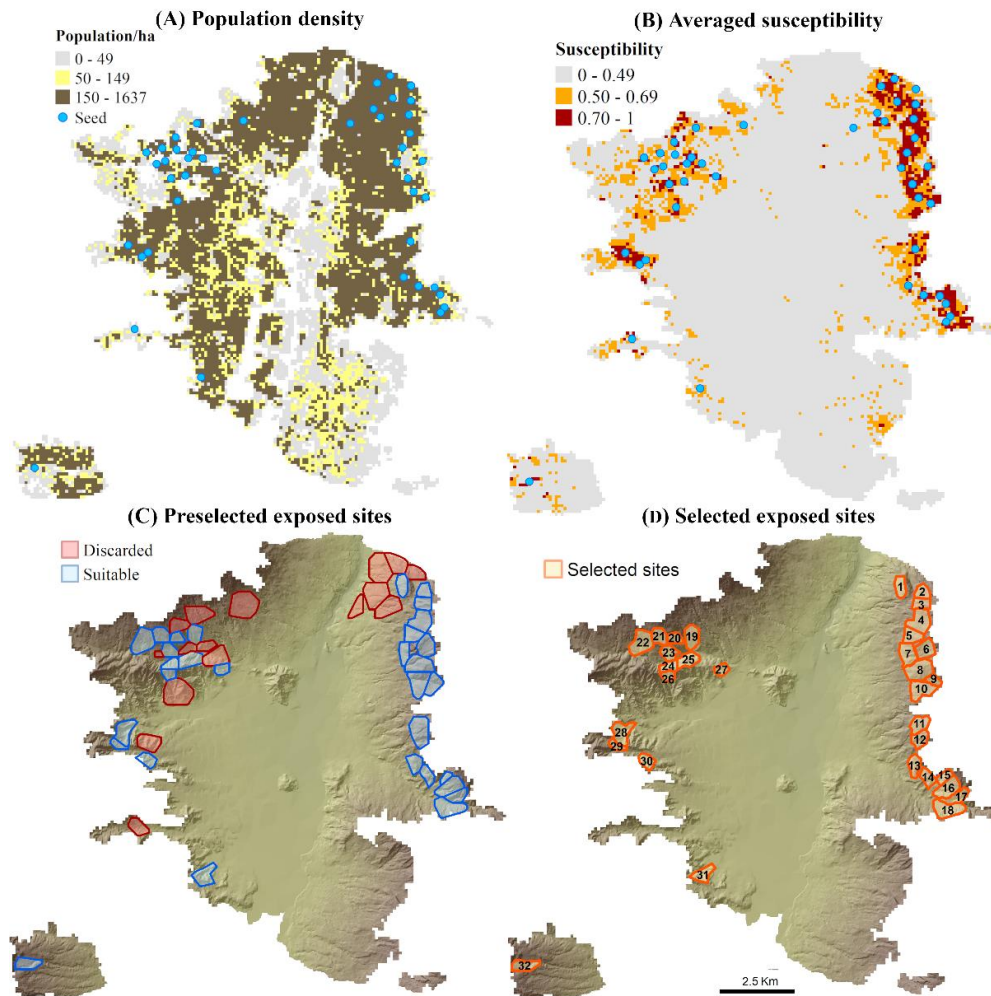 (A) Population density
Population/ha
0 - 49
50 - 149
150 - 1637
Seed
(B) Averaged susceptibility
Susceptibility
0 - 0.49
0.50 - 0.69
0.70 - 1
(C) Preselected exposed sites
Discarded
Suitable
(D) Selected exposed sites
Selected sites
1
2
3
4
5
6
7
8
9
10
11
12
13
14
15
16
17
18
19
20
21
22
23
24
25
26
27
28
29
30
31
32
2.5 Km